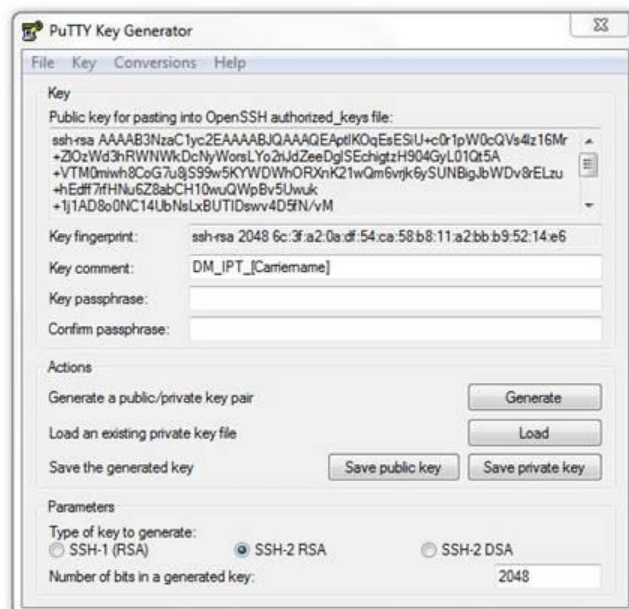 PuTTY Key Generator
File Key Conversions Help
Key
Public key for pasting into OpenSSH authorized_keys file:
ssh-rsa AAAAB3NzaC1yc2EAAAABJQAAAQEAptlKOqEsESiU+c0r1pW0cQVs4lz16Mr
+ZlOzWd3hRWNWkDcNyWorsLYo2riJdZeeDglSEchigtzH904GyL01Qt5A
+VTM0miwh8CoG7u8jS99w5KYWDWhORXnK21wQm6vrjk6ySUNBigJbWDv8rELzu
+hEdff7rfHNu6Z8abCH10wuQWpBv5Uwuk
+1j1AD8o0NC14UbNsLxBUTIDswv4D5fN/vM
Key fingerprint: ssh-rsa 2048 6c:3f:a2:0a:df:54:ca:58:b8:11:a2:bb:b9:52:14:e6
Key comment: DM_IPT_[Carriername]
Key passphrase:
Confirm passphrase:
Actions
Generate a public/private key pair Generate
Load an existing private key file Load
Save the generated key Save public key Save private key
Parameters
Type of key to generate:
SSH-1 (RSA) SSH-2 RSA SSH-2 DSA
Number of bits in a generated key: 2048